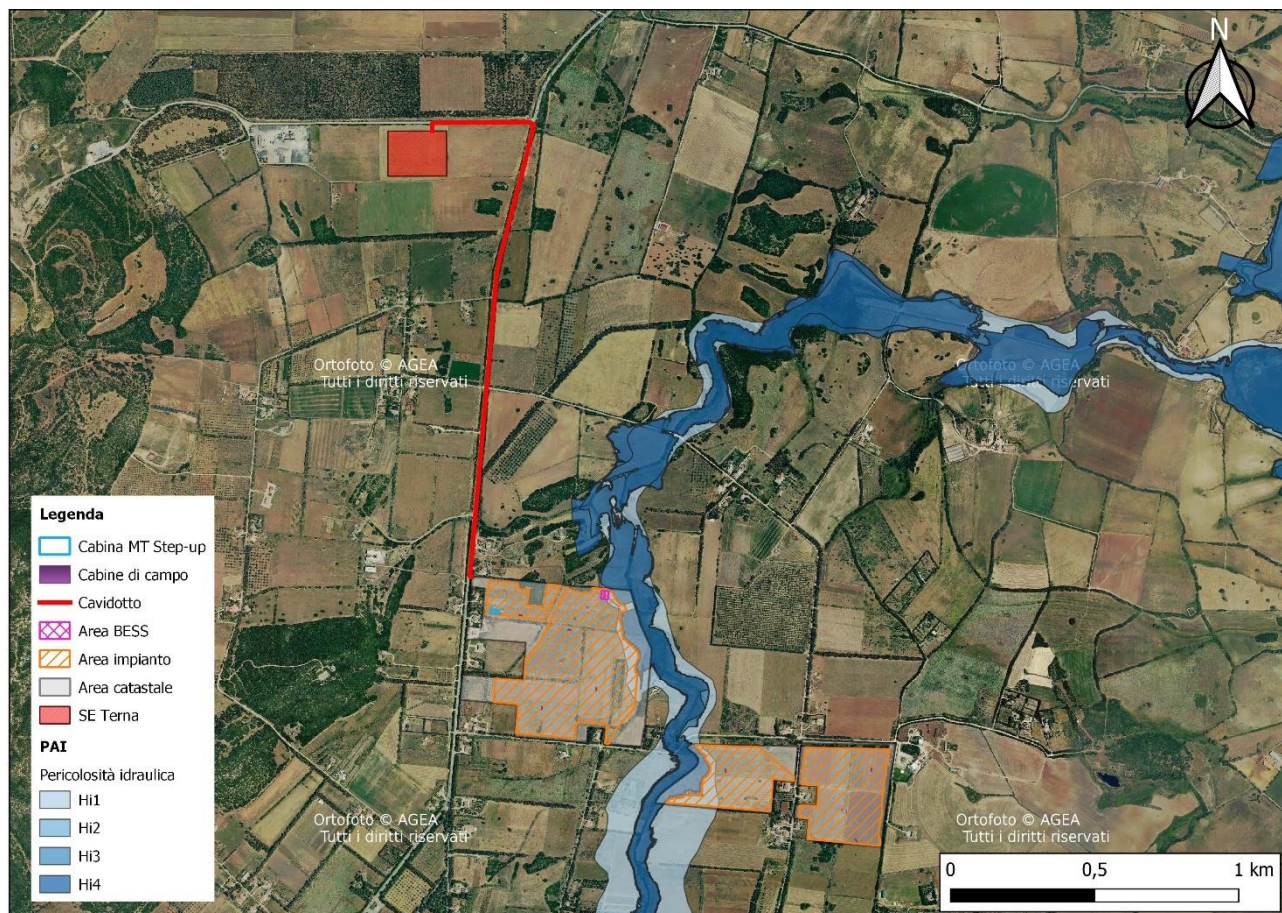 N
Ortofoto © AGEA
Tutti i diritti riservati
Ortofoto © AGEA
Tutti i diritti riservati
Legenda
Cabina MT Step-up
Cabine di campo
Cavidotto
Area BESS
Area impianto
Area catastale
SE Terna
PAI
Pericolosità idraulica
Hi1
Hi2
Hi3
Hi4
Ortofoto © AGEA
Tutti i diritti riservati
Ortofoto © AGEA
Tutti i diritti riservati
0 0,5 1 km